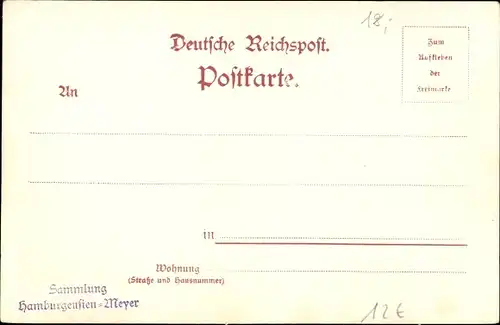 18,-
Deutsche Reichspost.
Postkarte.
Zum
Aufkleben
der
Freimarke
An
in
Wohnung
(Straße und Hausnummer)
Sammlung
Hamburgensien=Meyer
12€